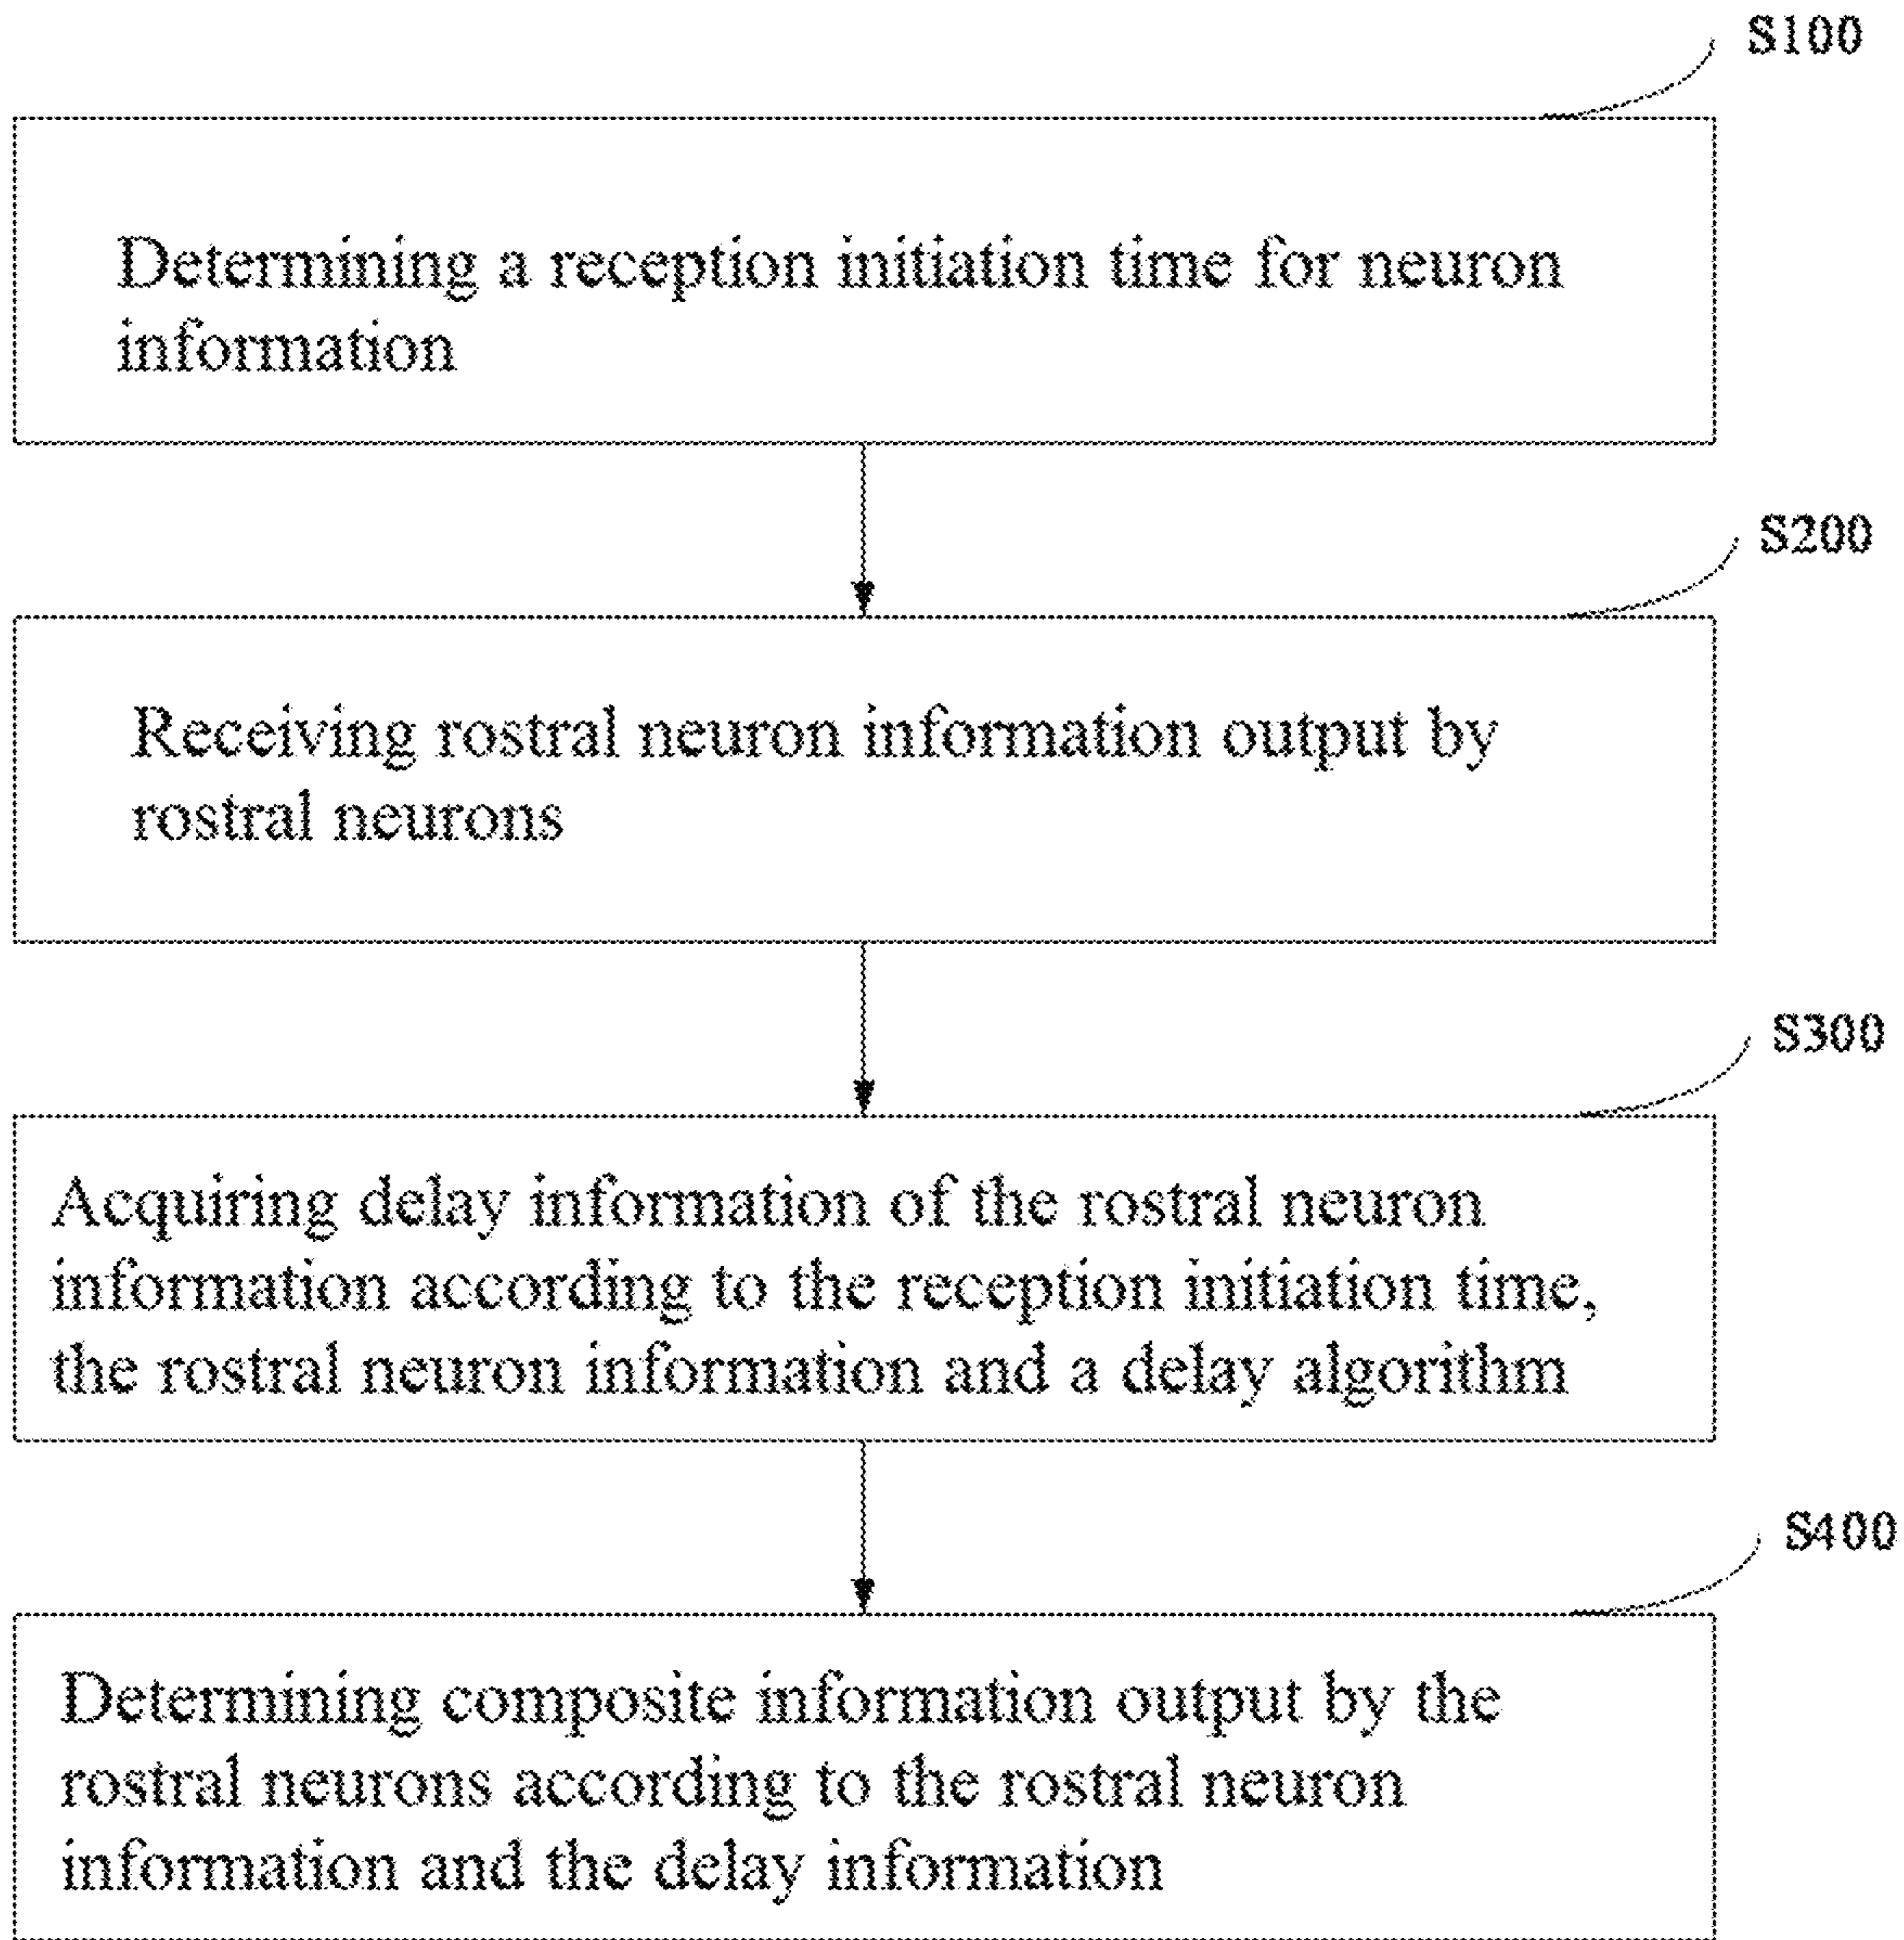 S100
Determining a reception initiation time for neuron
information
S200
Receiving rostral neuron information output by
rostral neurons
S300
Acquiring delay information of the rostral neuron
information according to the reception initiation time,
the rostral neuron information and a delay algorithm
S400
Determining composite information output by the
rostral neurons according to the rostral neuron
information and the delay information